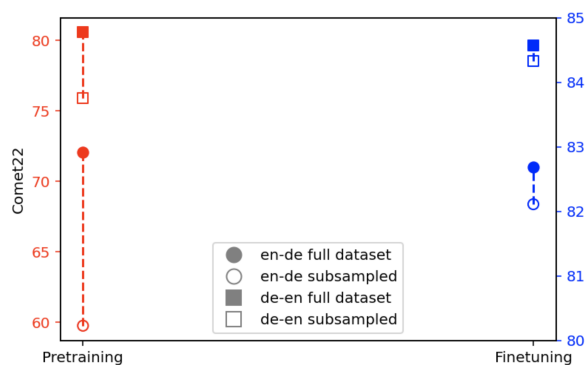 85
80
84
75
Comet22
83
70
82
65
en-de full dataset
en-de subsampled
81
de-en full dataset
60
de-en subsampled
80
Pretraining
Finetuning